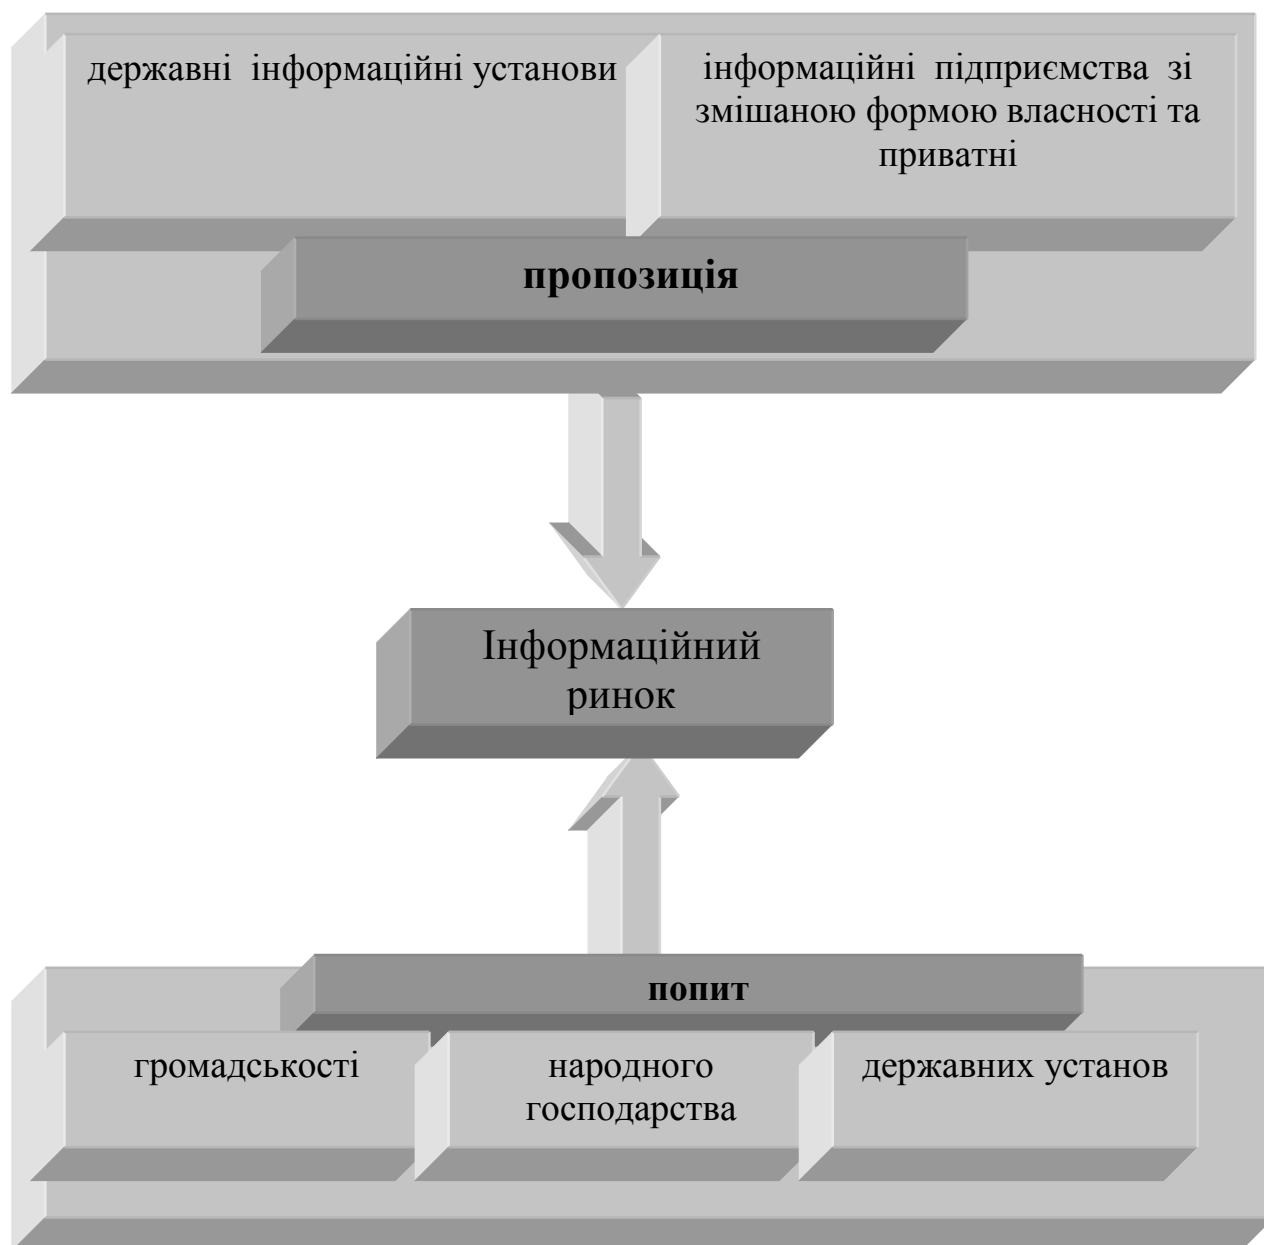 державні інформаційні установи
інформаційні підприємства зі
змішаною формою власності та
приватні
пропозиція
Інформаційний
ринок
попит
громадськості
народного
господарства
державних установ